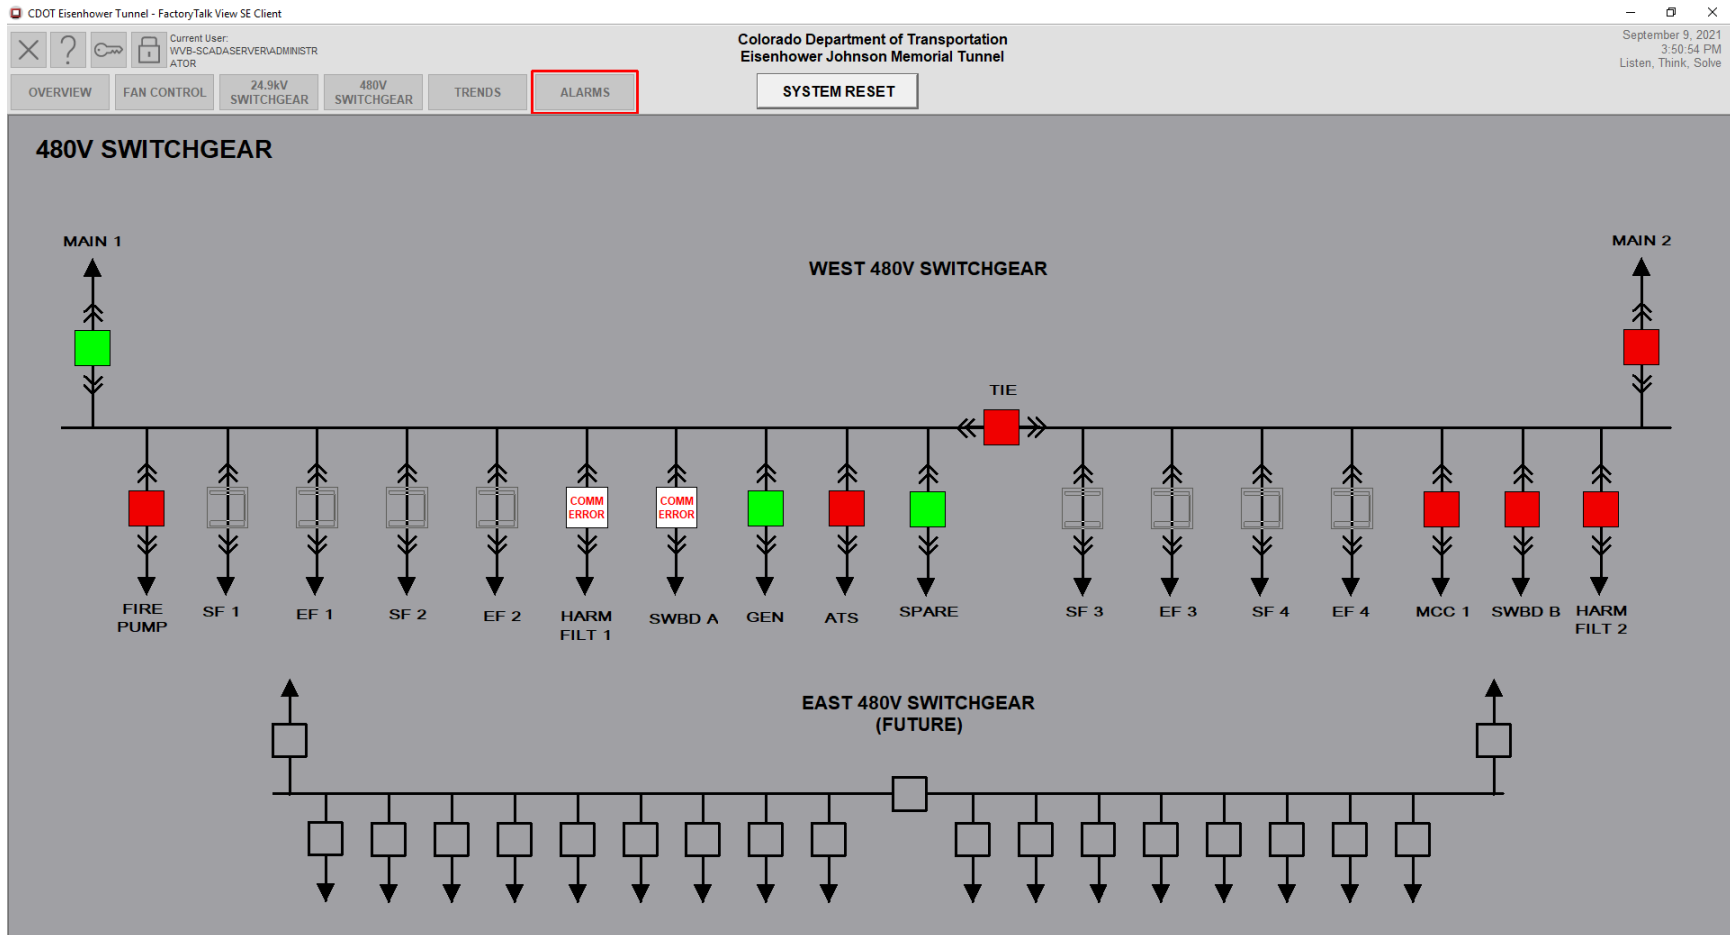 CDOT Eisenhower Tunnel - FactoryTalk View SE Client
Current User:
WVB-SCADASERVER\ADMINISTR
ATOR
Colorado Department of Transportation
Eisenhower Johnson Memorial Tunnel
September 9, 2021
3:50:54 PM
Listen, Think, Solve
OVERVIEW
FAN CONTROL
24.9kV
SWITCHGEAR
480V
SWITCHGEAR
TRENDS
ALARMS
SYSTEM RESET
480V SWITCHGEAR
MAIN 1
MAIN 2
WEST 480V SWITCHGEAR
TIE
COMM
ERROR
COMM
ERROR
FIRE
PUMP
SF 1
EF 1
SF 2
EF 2
HARM
FILT 1
SWBD A
GEN
ATS
SPARE
SF 3
EF 3
SF 4
EF 4
MCC 1
SWBD B
HARM
FILT 2
EAST 480V SWITCHGEAR
(FUTURE)